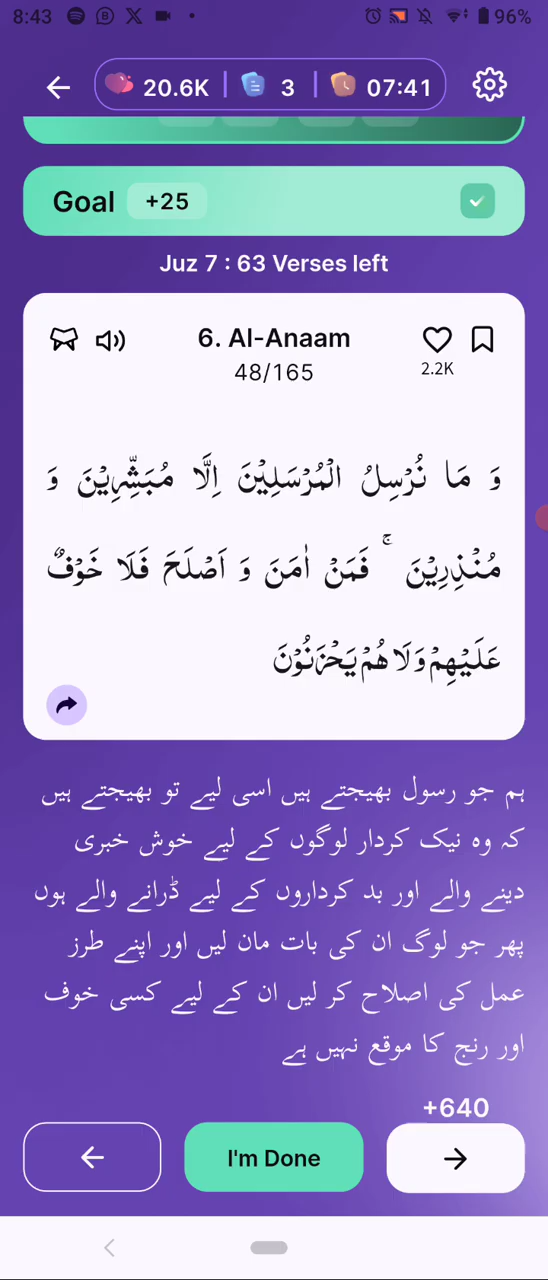 8:43
96%
20.6K
3
07:41
Goal +25
Juz 7 : 63 Verses left
6. Al-Anaam
48/165
2.2K
وَ مَا نُرْسِلُ الْمُرْسَلِيْنَ اِلَّا مُبَشِّرِيْنَ وَ
مُنْذِرِيْنَ ۚ فَمَنْ اٰمَنَ وَ اَصْلَحَ فَلَا خَوْفٌ
عَلَيْهِمْ وَلَا هُمْ يَحْزَنُوْنَ
ہم جو رسول بھیجتے ہیں اسی لیے تو بھیجتے ہیں
کہ وہ نیک کردار لوگوں کے لیے خوش خبری
دینے والے اور بد کرداروں کے لیے ڈرانے والے ہوں
پھر جو لوگ ان کی بات مان لیں اور اپنے طرز
عمل کی اصلاح کر لیں ان کے لیے کسی خوف
اور رنج کا موقع نہیں ہے
+640
I'm Done